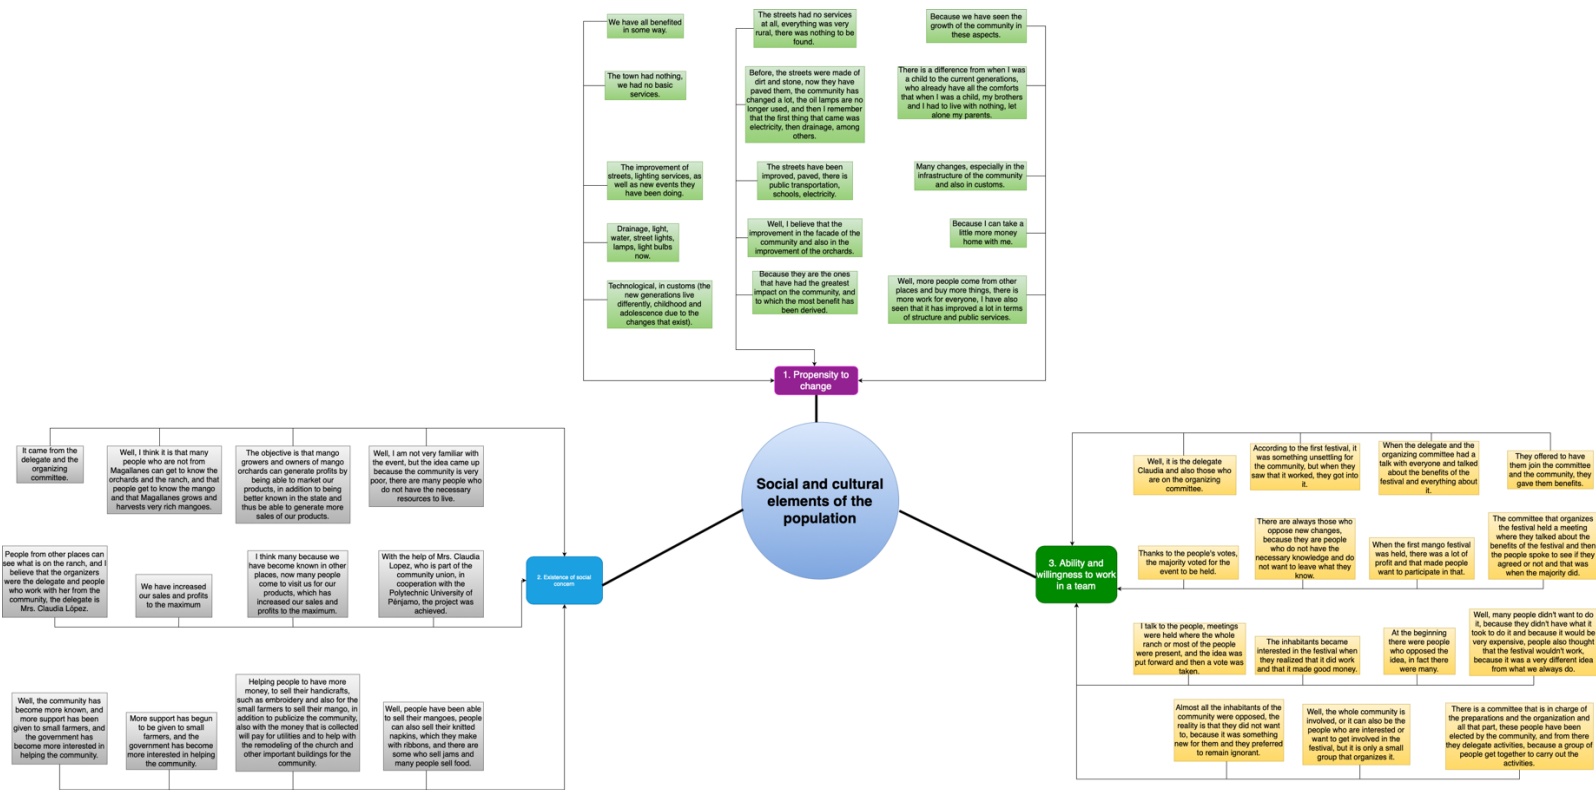 We have all benefited
in some way.
The streets had no services
at all, everything was very
rural, there was nothing to be
found.
Because we have seen the
growth of the community in
these aspects.
The town had nothing,
we had no basic
services.
Before, the streets were made of
dirt and stone, now they have
paved them, the community has
changed a lot, the oil lamps are no
longer used, and then I remember
that the first thing that came was
electricity, then drainage, among
others.
There is a difference from when I was
a child to the current generations,
who already have all the comforts
that when I was a child, my brothers
and I had to live with nothing, let
alone my parents.
The improvement of
streets, lighting services, as
well as new events they
have been doing.
The streets have been
improved, paved, there is
public transportation,
schools, electricity.
Many changes, especially in the
infrastructure of the community
and also in customs.
Drainage, light,
water, street lights,
lamps, light bulbs
now.
Well, I believe that the
improvement in the facade of the
community and also in the
improvement of the orchards.
Because I can take a
little more money
home with me.
Technological, in customs (the
new generations live
differently, childhood and
adolescence due to the
changes that exist).
Because they are the ones
that have had the greatest
impact on the community, and
to which the most benefit has
been derived.
Well, more people come from other
places and buy more things, there is
more work for everyone, I have also
seen that it has improved a lot in terms
of structure and public services.
1. Propensity to
change
Social and cultural
elements of the
population
It came from the
delegate and the
organizing
committee.
Well, I think it is that many
people who are not from
Magallanes can get to know the
orchards and the ranch, and that
people get to know the mango
and that Magallanes grows and
harvests very rich mangoes.
The objective is that mango
growers and owners of mango
orchards can generate profits by
being able to market our
products, in addition to being
better known in the state and
thus be able to generate more
sales of our products.
Well, I am not very familiar with
the event, but the idea came up
because the community is very
poor, there are many people who
do not have the necessary
resources to live.
People from other places can
see what is on the ranch, and I
believe that the organizers
were the delegate and people
who work with her from the
community, the delegate is
Mrs. Claudia López.
We have increased
our sales and profits
to the maximum
I think many because we
have become known in other
places, now many people
come to visit us for our
products, which has
increased our sales and
profits to the maximum.
With the help of Mrs. Claudia
Lopez, who is part of the
community union, in
cooperation with the
Polytechnic University of
Pénjamo, the project was
achieved.
2. Existence of social
concern
Well, the community has
become more known, and
more support has been
given to small farmers, and
the government has
become more interested in
helping the community.
More support has begun
to be given to small
farmers, and the
government has become
more interested in helping
the community.
Helping people to have more
money, to sell their handicrafts,
such as embroidery and also for the
small farmers to sell their mango, in
addition to publicize the community,
also with the money that is collected
will pay for utilities and to help with
the remodeling of the church and
other important buildings for the
community.
Well, people have been able
to sell their mangoes, people
can also sell their knitted
napkins, which they make
with ribbons, and there are
some who sell jams and
many people sell food.
Well, it is the delegate
Claudia and also those who
are on the organizing
committee.
According to the first festival, it
was something unsettling for
the community, but when they
saw that it worked, they got into
it.
When the delegate and the
organizing committee had a
talk with everyone and talked
about the benefits of the
festival and everything about
it.
They offered to have
them join the committee
and the community, they
gave them benefits.
Thanks to the people's votes,
the majority voted for the
event to be held.
There are always those who
oppose new changes,
because they are people
who do not have the
necessary knowledge and do
not want to leave what they
know.
When the first mango festival
was held, there was a lot of
profit and that made people
want to participate in that.
The committee that organizes
the festival held a meeting
where they talked about the
benefits of the festival and then
the people spoke to see if they
agreed or not and that was
when the majority did.
3. Ability and
willingness to work
in a team
I talk to the people, meetings
were held where the whole
ranch or most of the people
were present, and the idea was
put forward and then a vote was
taken.
The inhabitants became
interested in the festival when
they realized that it did work
and that it made good money.
At the beginning
there were people
who opposed the
idea, in fact there
were many.
Well, many people didn't want to do
it, because they didn't have what it
took to do it and because it would be
very expensive, people also thought
that the festival wouldn't work,
because it was a very different idea
from what we always do.
Almost all the inhabitants of the
community were opposed, the
reality is that they did not want
to, because it was something
new for them and they preferred
to remain ignorant.
Well, the whole community is
involved, or it can also be the
people who are interested or
want to get involved in the
festival, but it is only a small
group that organizes it.
There is a committee that is in charge of
the preparations and the organization and
all that part, these people have been
elected by the community, and from there
they delegate activities, because a group of
people get together to carry out the
activities.